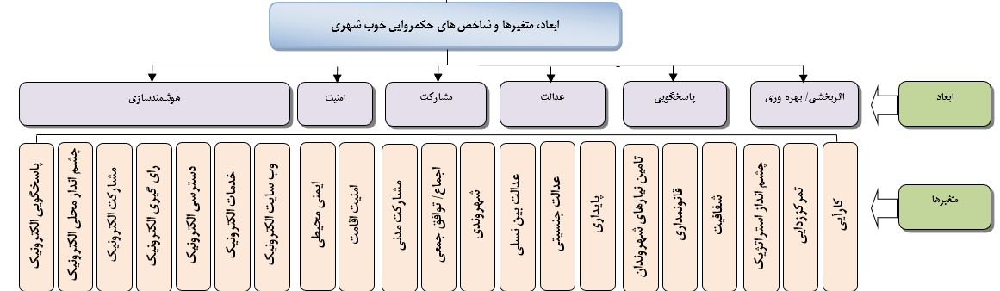 ابعاد، متغیرها و شاخص های حکمروایی خوب شهری
ابعاد
اثربخشی/ بهره وری
پاسخگویی
عدالت
مشارکت
امنیت
هوشمندسازی
متغیرها
کارآیی
تمرکززدایی
چشم انداز استراتژیک
شفافیت
قانونمداری
تامین نیازهای شهروندان
پایداری
عدالت جنسیتی
عدالت بین نسلی
شهروندی
اجماع/ توافق جمعی
مشارکت مدنی
امنیت اقامت
ایمنی محیطی
وب سایت الکترونیک
خدمات الکترونیک
دسترسی الکترونیک
رای گیری الکترونیک
مشارکت الکترونیک
چشم انداز محلی الکترونیک
پاسخگویی الکترونیک